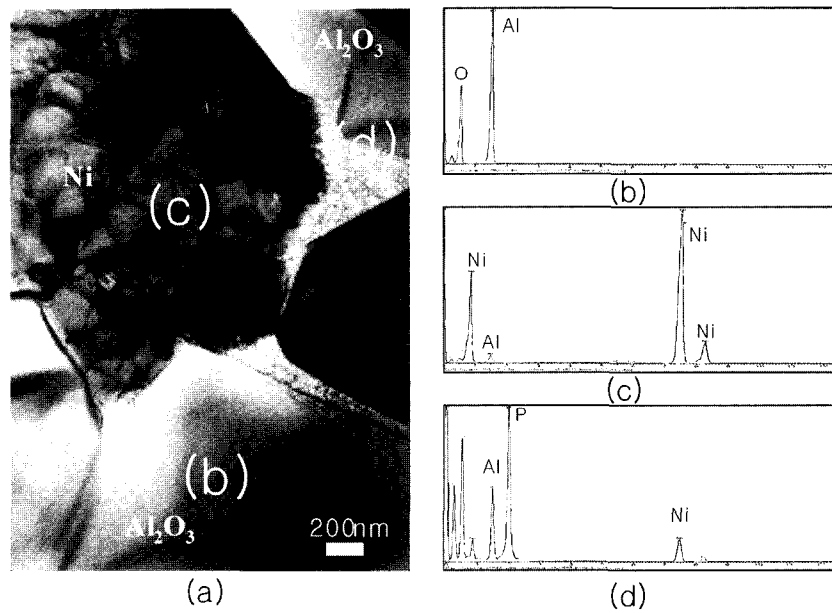 Al₂O₃
(d)
Ni
(c)
(b)
Al₂O₃
200nm
(a)
O
Al
(b)
Ni
Al
Ni
Ni
(c)
Al
P
Ni
(d)